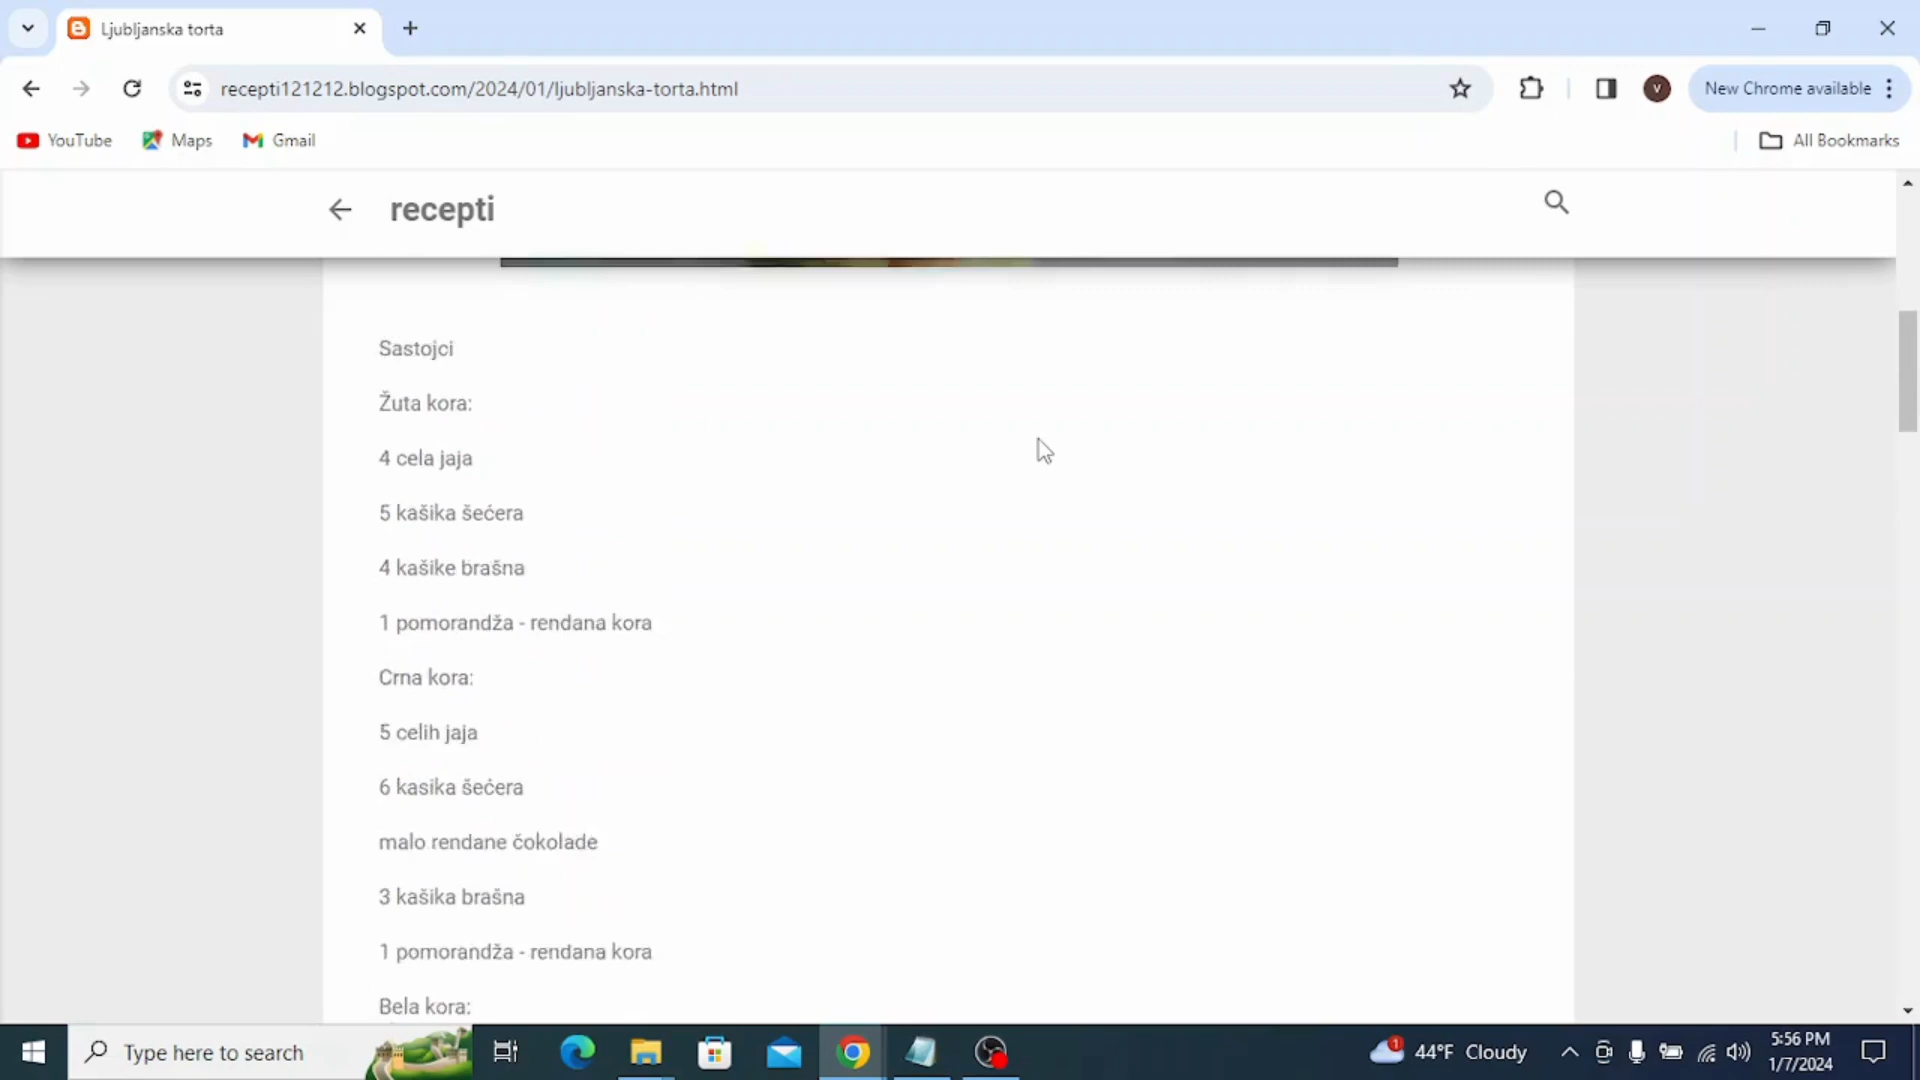 Ljubljanska torta
recepti121212.blogspot.com/2024/01/ljubljanska-torta.html
V
New Chrome available
YouTube
Maps
Gmail
All Bookmarks
recepti
Sastojci
Žuta kora:
4 cela jaja
5 kašika šećera
4 kašike brašna
1 pomorandža - rendana kora
Crna kora:
5 celih jaja
6 kasika šećera
malo rendane čokolade
3 kašika brašna
1 pomorandža - rendana kora
Bela kora:
Type here to search
1
44°F Cloudy
5:56 PM
1/7/2024